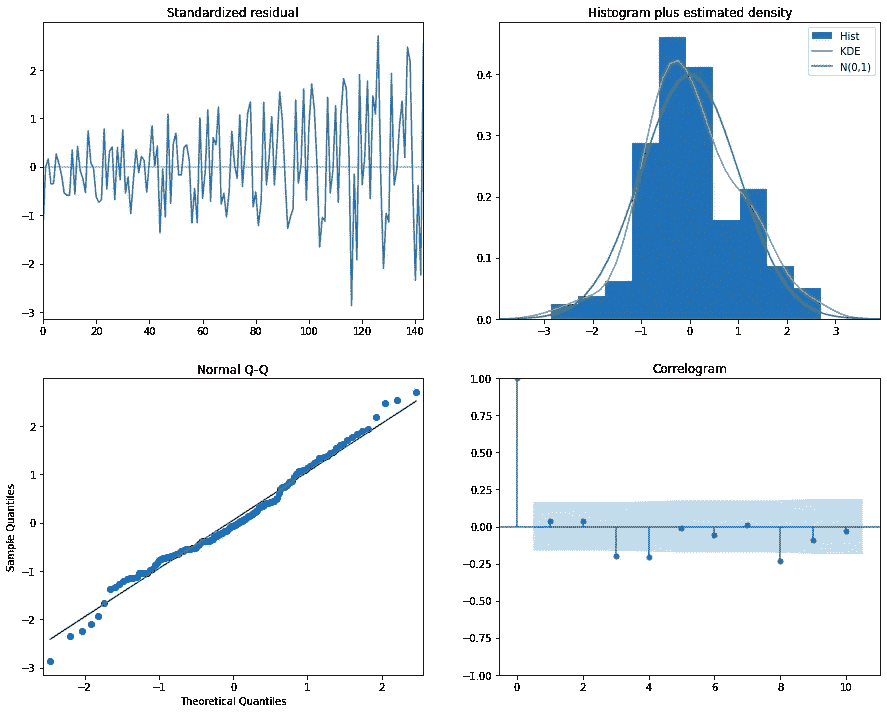 Standardized residual
2
1
0
−1
−2
−3
0 20 40 60 80 100 120 140
Histogram plus estimated density
Hist
KDE
N(0,1)
0.4
0.3
0.2
0.1
0.0
−3 −2 −1 0 1 2 3
Normal Q-Q
Sample Quantiles
2
1
0
−1
−2
−3
−2 −1 0 1 2
Theoretical Quantiles
Correlogram
1.00
0.75
0.50
0.25
0.00
−0.25
−0.50
−0.75
−1.00
0 2 4 6 8 10